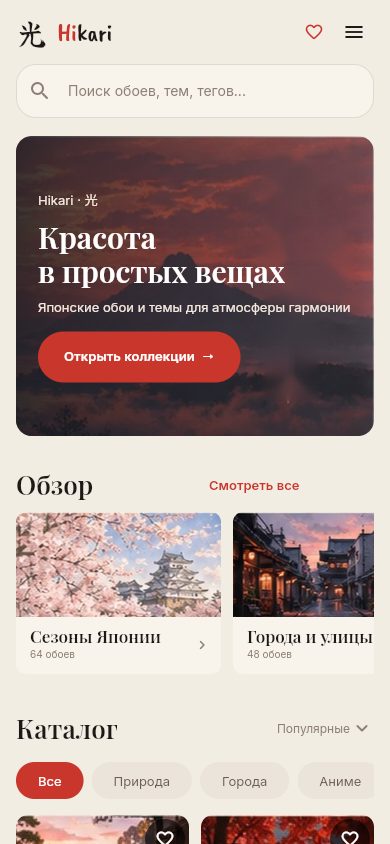 光 Hikari
Поиск обоев, тем, тегов...
Hikari · 光
Красота
в простых вещах
Японские обои и темы для атмосферы гармонии
Открыть коллекции →
Обзор
Смотреть все
Сезоны Японии
64 обоев
Города и улицы
48 обоев
Каталог
Популярные
Все
Природа
Города
Аниме